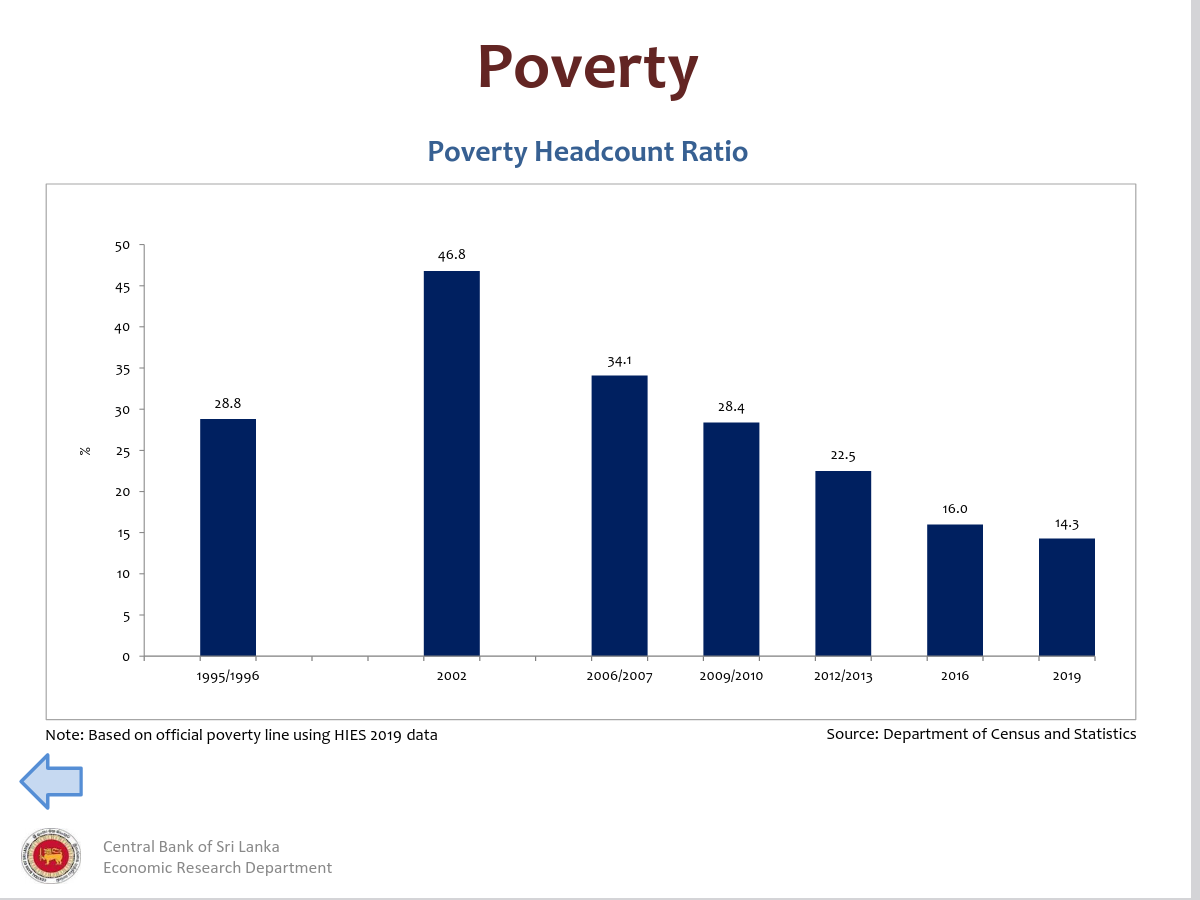 Poverty
Poverty Headcount Ratio
50
45
40
35
30
25
20
15
10
5
0
%
28.8
46.8
34.1
28.4
22.5
16.0
14.3
1995/1996 2002 2006/2007 2009/2010 2012/2013 2016 2019
Note: Based on official poverty line using HIES 2019 data
Source: Department of Census and Statistics
Central Bank of Sri Lanka
Economic Research Department